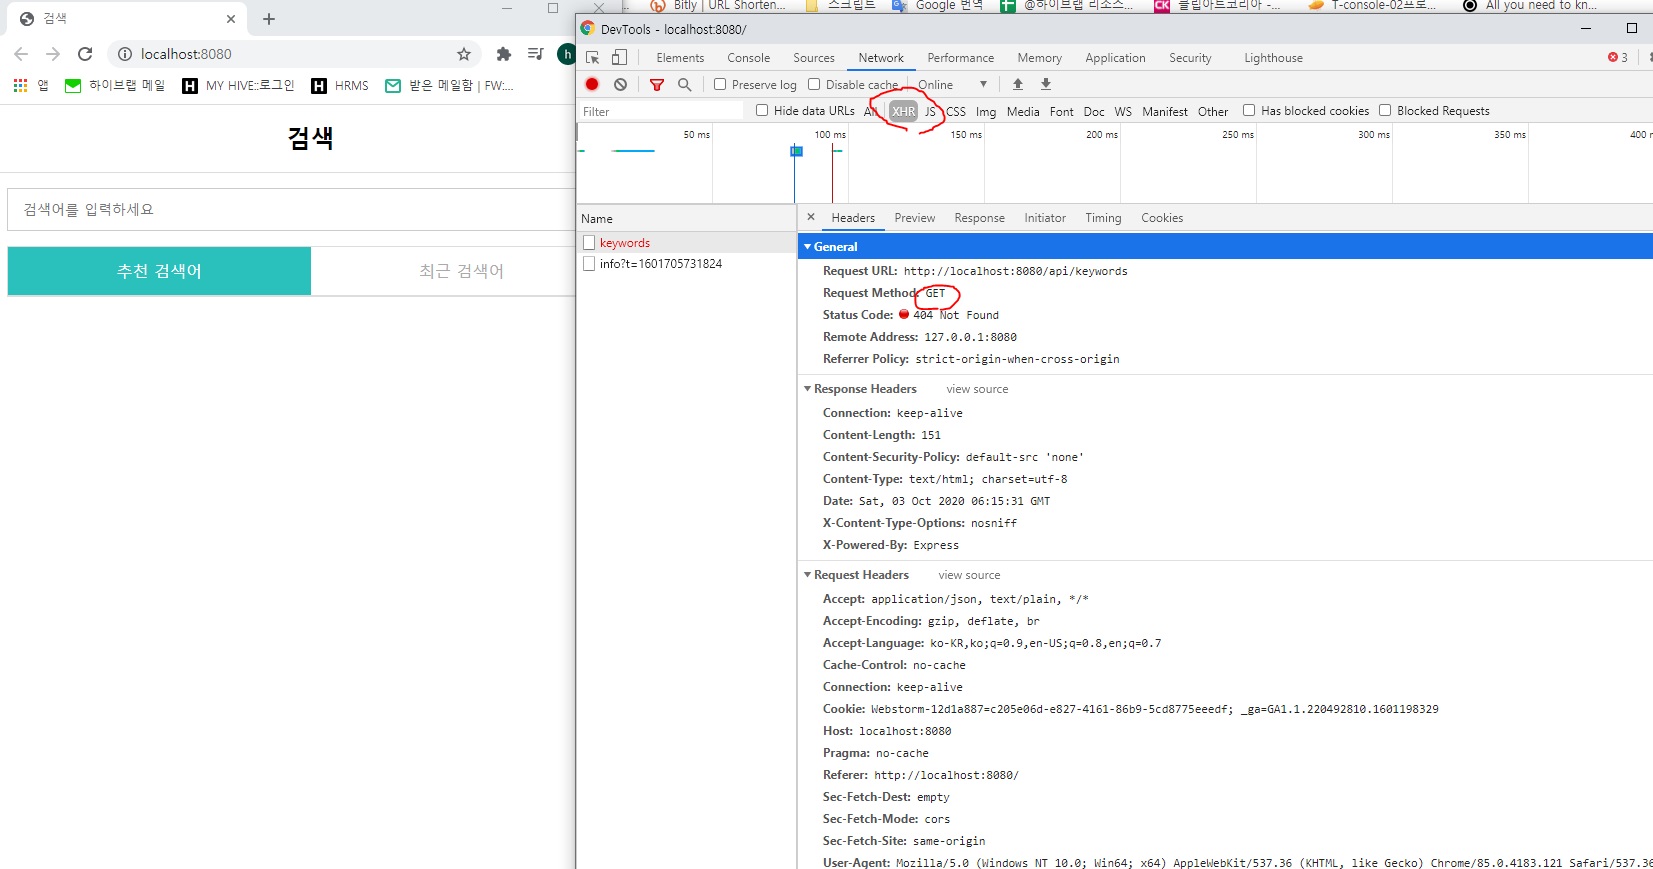 검색
localhost:8080
h
앱 하이브랩 메일 MY HIVE::로그인 HRMS 받은 메일함 | FW:...
검색
검색어를 입력하세요
추천 검색어 최근 검색어
Bitly | URL Shorten... 스크립트 Google 번역 @하이브랩 리소스... CK 클립아트코리아 -... T-console-02프로... All you need to kn...
DevTools - localhost:8080/
Elements Console Sources Network Performance Memory Application Security Lighthouse 3
Preserve log Disable cache Online
Filter Hide data URLs All XHR JS CSS Img Media Font Doc WS Manifest Other Has blocked cookies Blocked Requests
50 ms 100 ms 150 ms 200 ms 250 ms 300 ms 350 ms 400 m
Name
keywords
info?t=1601705731824
Headers Preview Response Initiator Timing Cookies
General
Request URL: http://localhost:8080/api/keywords
Request Method: GET
Status Code: 404 Not Found
Remote Address: 127.0.0.1:8080
Referrer Policy: strict-origin-when-cross-origin
Response Headers view source
Connection: keep-alive
Content-Length: 151
Content-Security-Policy: default-src 'none'
Content-Type: text/html; charset=utf-8
Date: Sat, 03 Oct 2020 06:15:31 GMT
X-Content-Type-Options: nosniff
X-Powered-By: Express
Request Headers view source
Accept: application/json, text/plain, */*
Accept-Encoding: gzip, deflate, br
Accept-Language: ko-KR,ko;q=0.9,en-US;q=0.8,en;q=0.7
Cache-Control: no-cache
Connection: keep-alive
Cookie: Webstorm-12d1a887=c205e06d-e827-4161-86b9-5cd8775eeedf; _ga=GA1.1.220492810.1601198329
Host: localhost:8080
Pragma: no-cache
Referer: http://localhost:8080/
Sec-Fetch-Dest: empty
Sec-Fetch-Mode: cors
Sec-Fetch-Site: same-origin
User-Agent: Mozilla/5.0 (Windows NT 10.0; Win64; x64) AppleWebKit/537.36 (KHTML, like Gecko) Chrome/85.0.4183.121 Safari/537.36